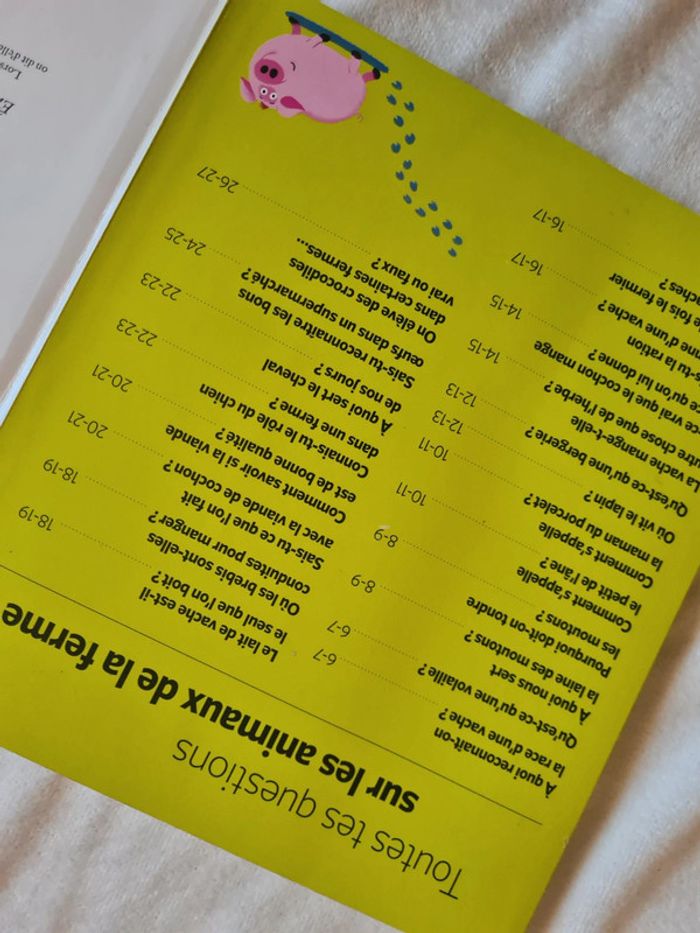 Toutes tes questions
sur les animaux de la ferme
À quoi reconnaît-on
la race d'une vache ? 6-7
Qu'est-ce qu'une volaille ? 6-7
À quoi nous sert
la laine des moutons ? 8-9
Pourquoi doit-on tondre
les moutons ? 8-9
Comment s'appelle
le petit de l'âne ? 10-11
Comment s'appelle
la maman du porcelet ? 10-11
Où vit le lapin ? 12-13
Qu'est-ce qu'une bergerie ? 12-13
La vache mange-t-elle
utre chose que de l'herbe ? 14-15
ce vrai que le cochon mange
ce qu'on lui donne ? 14-15
s-tu la ration
ne d'une vache ? 16-17
e fois le fermier
ches ? 16-17
Le lait de vache est-il
le seul que l'on boit ? 18-19
Où les brebis sont-elles
conduites pour manger ? 18-19
Sais-tu ce que l'on fait
avec la viande de cochon ? 20-21
Comment savoir si la viande
est de bonne qualité ? 20-21
Connais-tu le rôle du chien
dans une ferme ? 22-23
À quoi sert le cheval
de nos jours ? 22-23
Sais-tu reconnaître les bons
œufs dans un supermarché ? 24-25
On élève des crocodiles
dans certaines fermes...
vrai ou faux ? 26-27
Lors
on dit d'elle